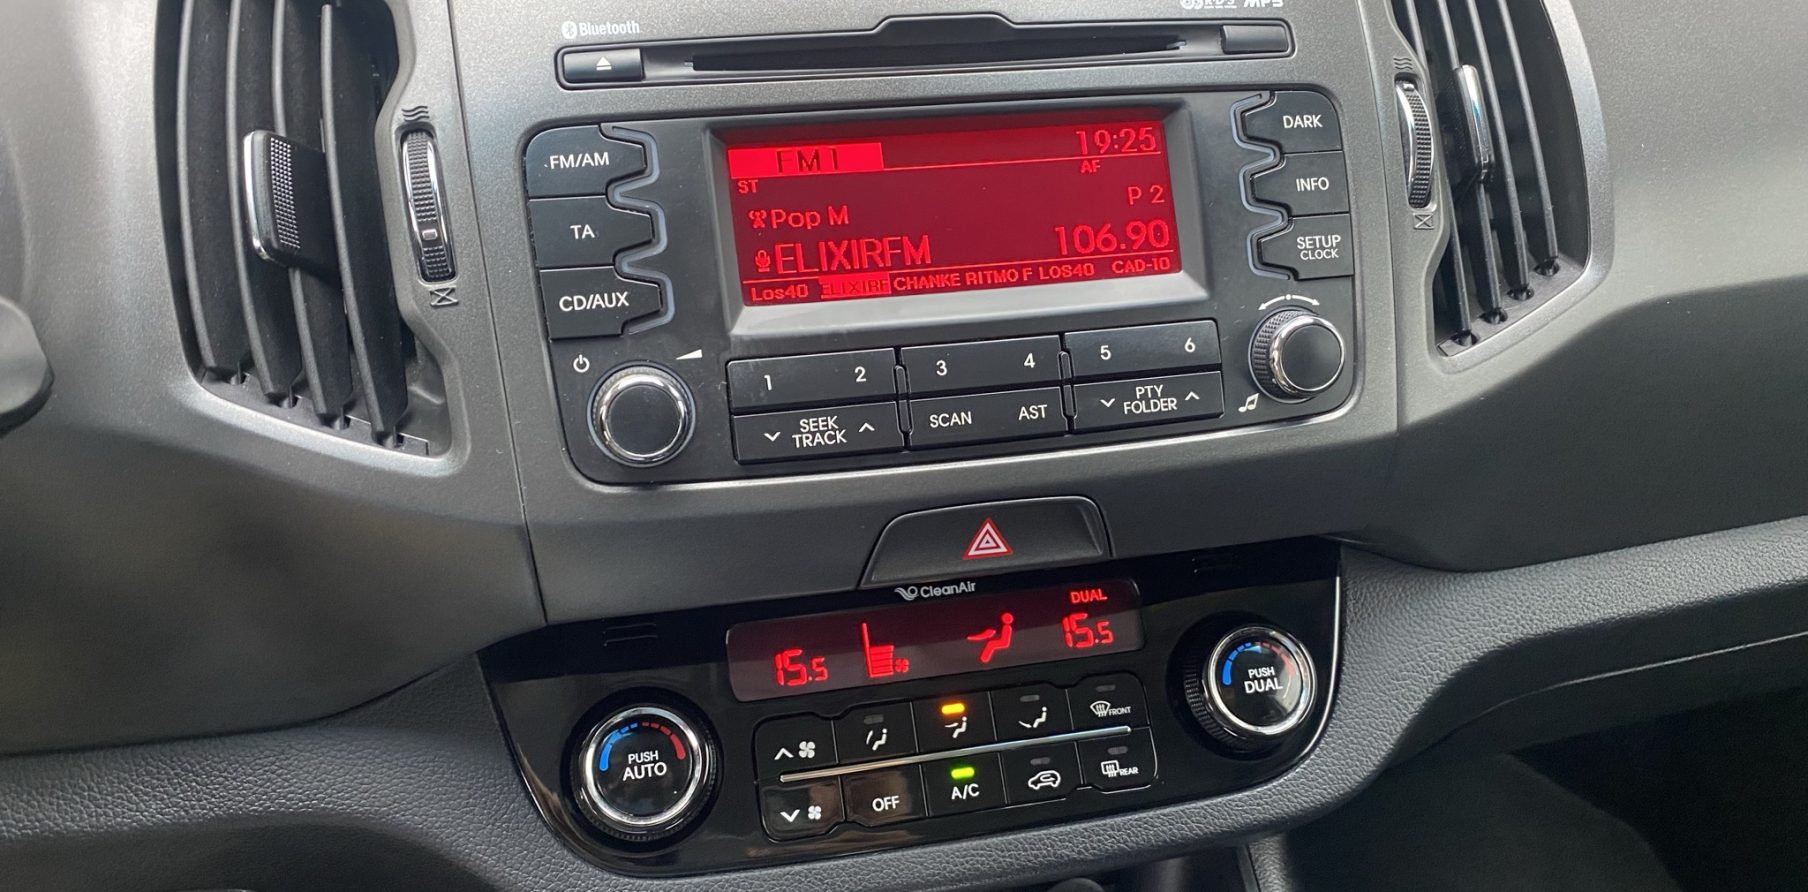 Bluetooth
RDS MP3
FM/AM
TA
CD/AUX
FM1
19:25
ST
AF
P 2
Pop M
ELIXIRFM
106.90
Los40 ELIXIRF CHANKE RITMO F LOS40 CAD-10
DARK
INFO
SETUP
CLOCK
1 2 3 4 5 6
SEEK
TRACK
SCAN AST
PTY
FOLDER
CleanAir
15.5
DUAL
15.5
PUSH
AUTO
OFF
A/C
FRONT
REAR
PUSH
DUAL